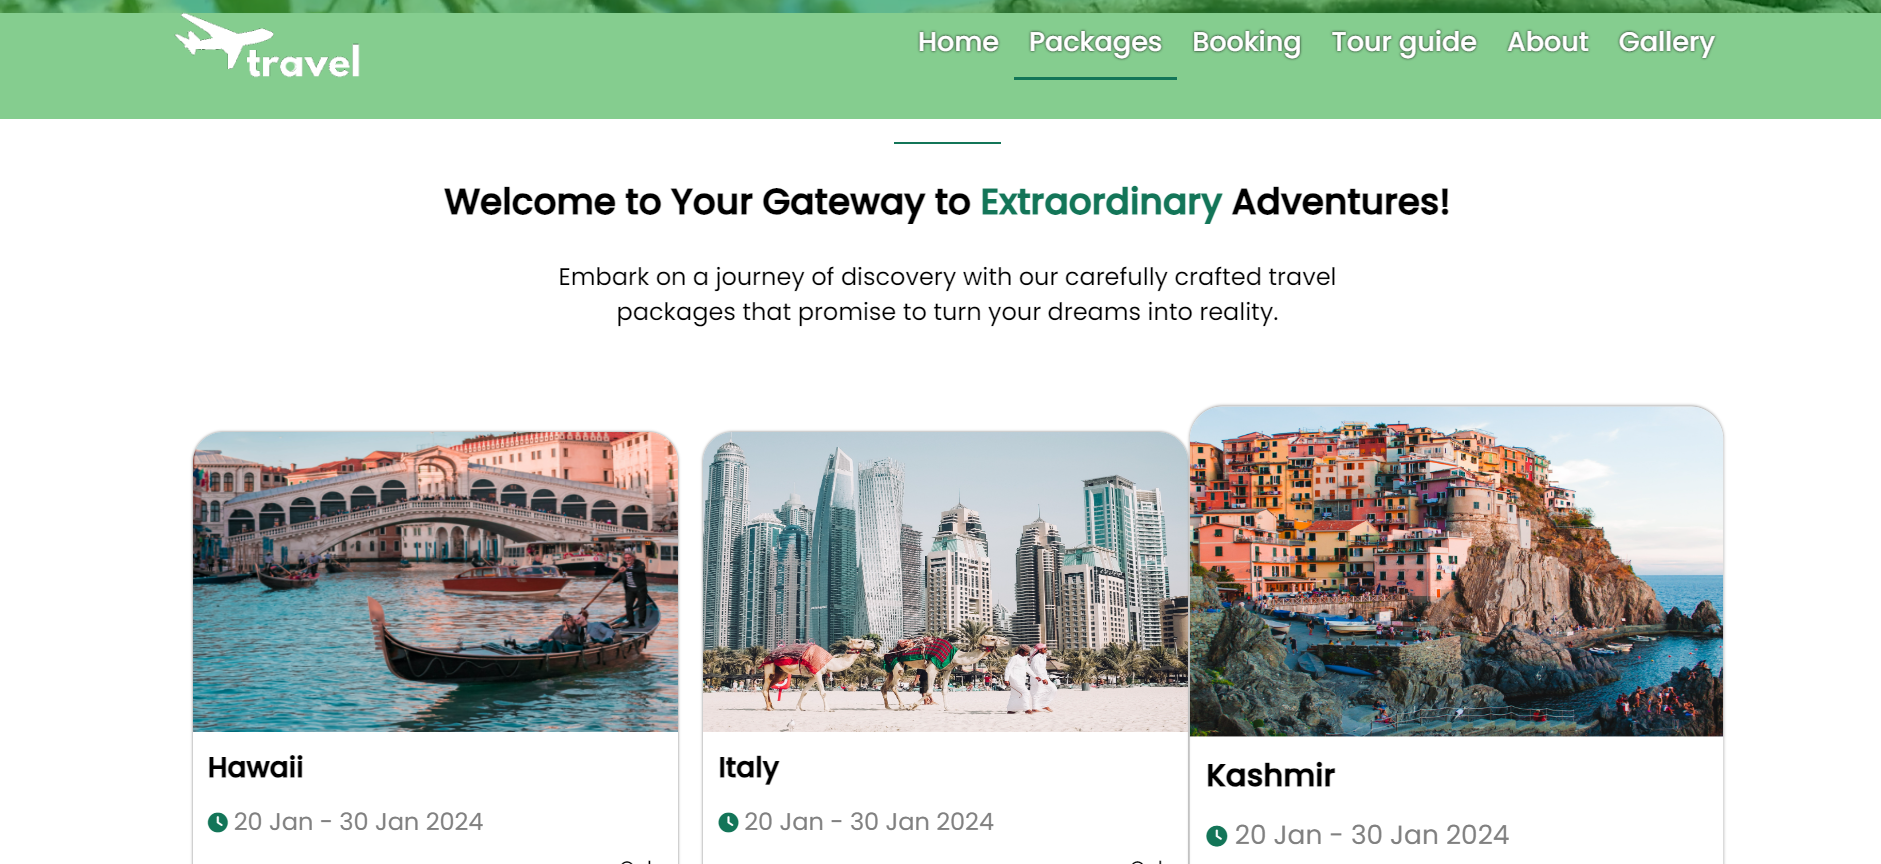 travel
Home Packages Booking Tour guide About Gallery
Welcome to Your Gateway to Extraordinary Adventures!
Embark on a journey of discovery with our carefully crafted travel
packages that promise to turn your dreams into reality.
Hawaii
20 Jan - 30 Jan 2024
Italy
20 Jan - 30 Jan 2024
Kashmir
20 Jan - 30 Jan 2024